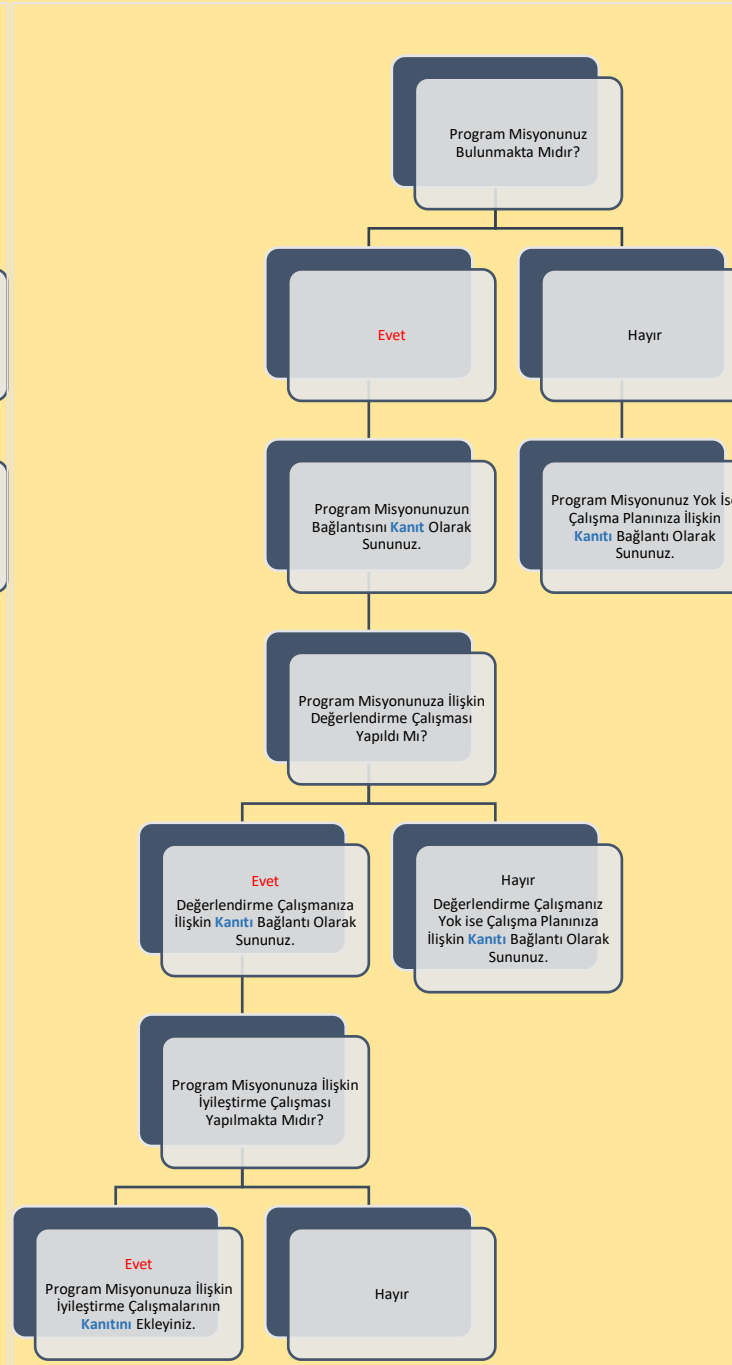 Program Misyonunuz
Bulunmakta Mıdır?
Evet
Hayır
Program Misyonunuzun
Bağlantısını Kanıt Olarak
Sununuz.
Program Misyonunuz Yok İse
Çalışma Planınıza İlişkin
Kanıtı Bağlantı Olarak
Sununuz.
Program Misyonunuza İlişkin
Değerlendirme Çalışması
Yapıldı Mı?
Evet
Değerlendirme Çalışmanıza
İlişkin Kanıtı Bağlantı Olarak
Sununuz.
Hayır
Değerlendirme Çalışmanız
Yok ise Çalışma Planınıza
İlişkin Kanıtı Bağlantı Olarak
Sununuz.
Program Misyonunuza İlişkin
İyileştirme Çalışması
Yapılmakta Mıdır?
Evet
Program Misyonunuza İlişkin
İyileştirme Çalışmalarının
Kanıtını Ekleyiniz.
Hayır